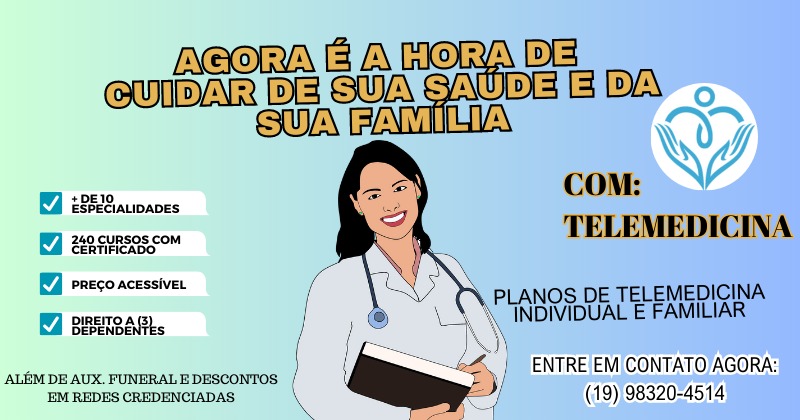 AGORA É A HORA DE
CUIDAR DE SUA SAÚDE E DA
SUA FAMÍLIA
COM:
TELEMEDICINA
+ DE 10
ESPECIALIDADES
240 CURSOS COM
CERTIFICADO
PREÇO ACESSÍVEL
DIREITO A (3)
DEPENDENTES
PLANOS DE TELEMEDICINA
INDIVIDUAL E FAMILIAR
ALÉM DE AUX. FUNERAL E DESCONTOS
EM REDES CREDENCIADAS
ENTRE EM CONTATO AGORA:
(19) 98320-4514